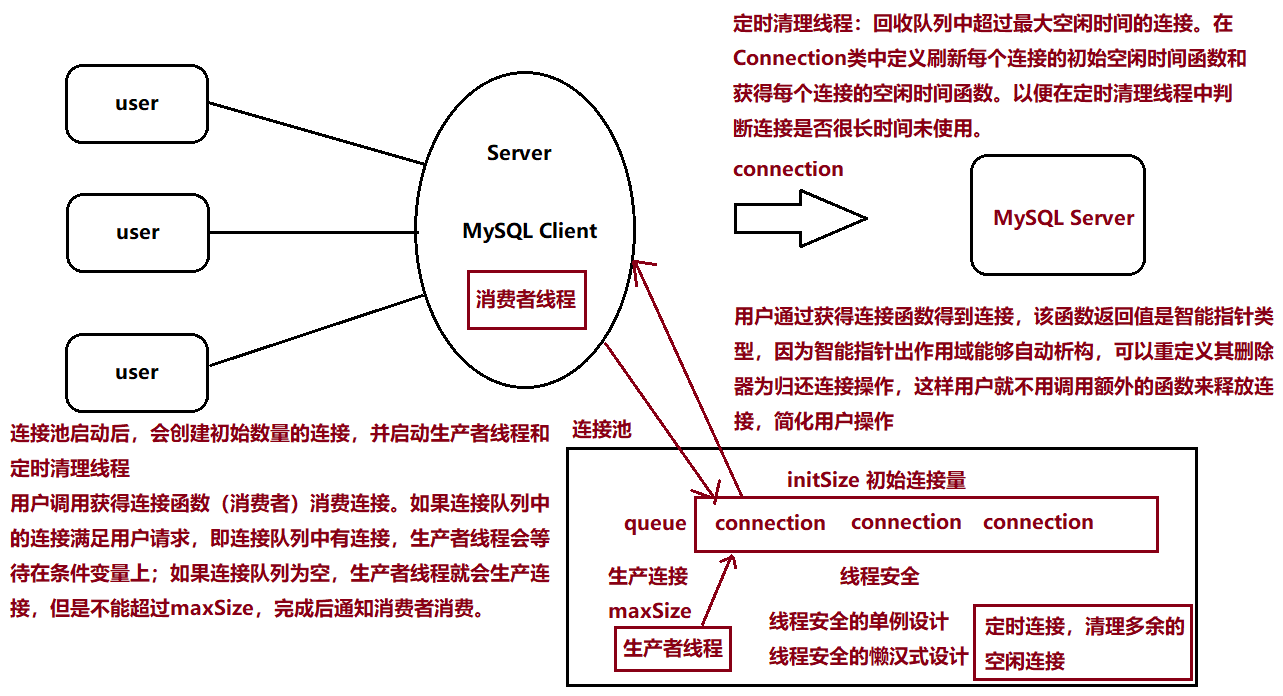 定时清理线程：回收队列中超过最大空闲时间的连接。在
Connection类中定义刷新每个连接的初始空闲时间函数和
获得每个连接的空闲时间函数。以便在定时清理线程中判
断连接是否很长时间未使用。
user
Server
connection
user
MySQL Client
MySQL Server
消费者线程
user
用户通过获得连接函数得到连接，该函数返回值是智能指针类
型，因为智能指针出作用域能够自动析构，可以重定义其删除
器为归还连接操作，这样用户就不用调用额外的函数来释放连
接，简化用户操作
连接池启动后，会创建初始数量的连接，并启动生产者线程和
定时清理线程
用户调用获得连接函数（消费者）消费连接。如果连接队列中
的连接满足用户请求，即连接队列中有连接，生产者线程会等
待在条件变量上；如果连接队列为空，生产者线程就会生产连
接，但是不能超过maxSize，完成后通知消费者消费。
连接池
initSize 初始连接量
queue
connection connection connection
生产连接
maxSize
生产者线程
线程安全
线程安全的单例设计
线程安全的懒汉式设计
定时连接，清理多余的
空闲连接